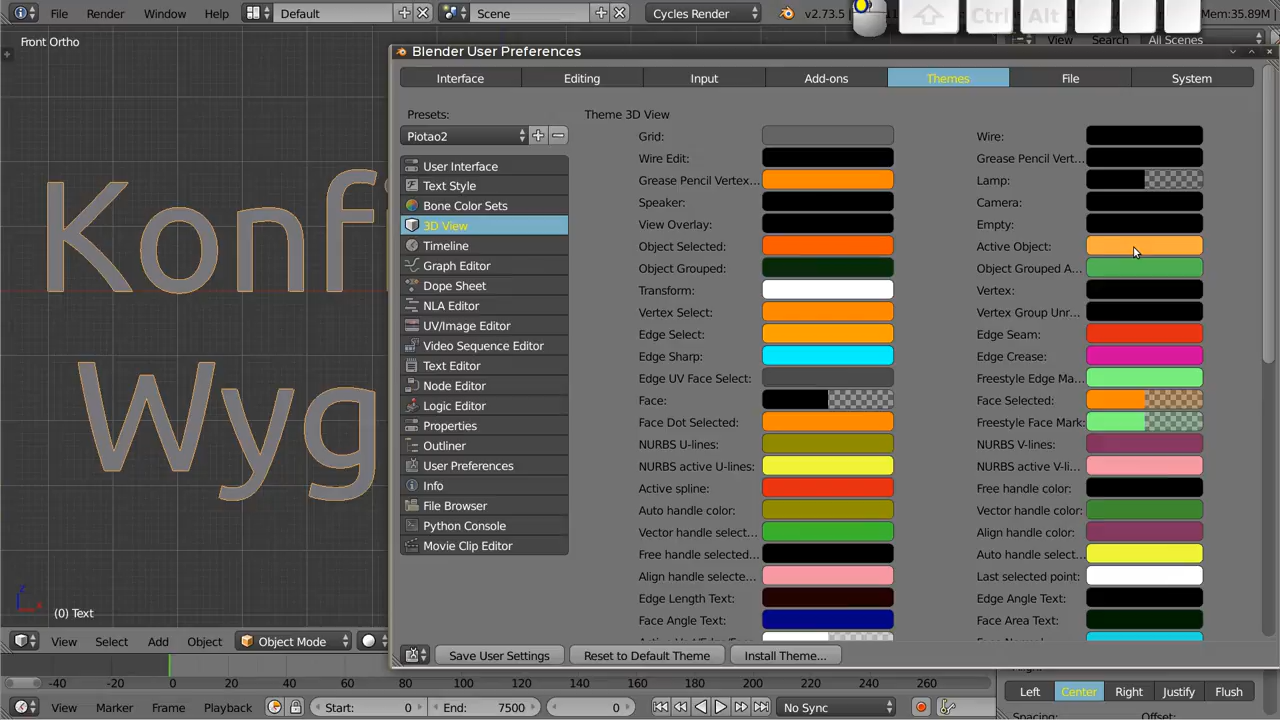 File Render Window Help Default Scene Cycles Render v2.73.5 Mem:35.89M
Ctrl Alt
View Search All Scenes
Front Ortho
Blender User Preferences
Interface Editing Input Add-ons Themes File System
Presets:
Piotao2
User Interface
Text Style
Bone Color Sets
3D View
Timeline
Graph Editor
Dope Sheet
NLA Editor
UV/Image Editor
Video Sequence Editor
Text Editor
Node Editor
Logic Editor
Properties
Outliner
User Preferences
Info
File Browser
Python Console
Movie Clip Editor
Theme 3D View
Grid: Wire:
Wire Edit: Grease Pencil Vert...
Grease Pencil Vertex... Lamp:
Speaker: Camera:
View Overlay: Empty:
Object Selected: Active Object:
Object Grouped: Object Grouped A...
Transform: Vertex:
Vertex Select: Vertex Group Unr...
Edge Select: Edge Seam:
Edge Sharp: Edge Crease:
Edge UV Face Select: Freestyle Edge Ma...
Face: Face Selected:
Face Dot Selected: Freestyle Face Mark:
NURBS U-lines: NURBS V-lines:
NURBS active U-lines: NURBS active V-li...
Active spline: Free handle color:
Auto handle color: Vector handle color:
Vector handle select... Align handle color:
Free handle selected... Auto handle select...
Align handle selecte... Last selected point:
Edge Length Text: Edge Angle Text:
Face Angle Text: Face Area Text:
Save User Settings Reset to Default Theme Install Theme...
Konf
Wyg
(0) Text
View Select Add Object Object Mode
-40 -20 0 20 40 60 80 100 120 140 160 180 200 220 240 260
View Marker Frame Playback Start: 0 End: 7500 0 No Sync
Left Center Right Justify Flush
Spacing: Offset: